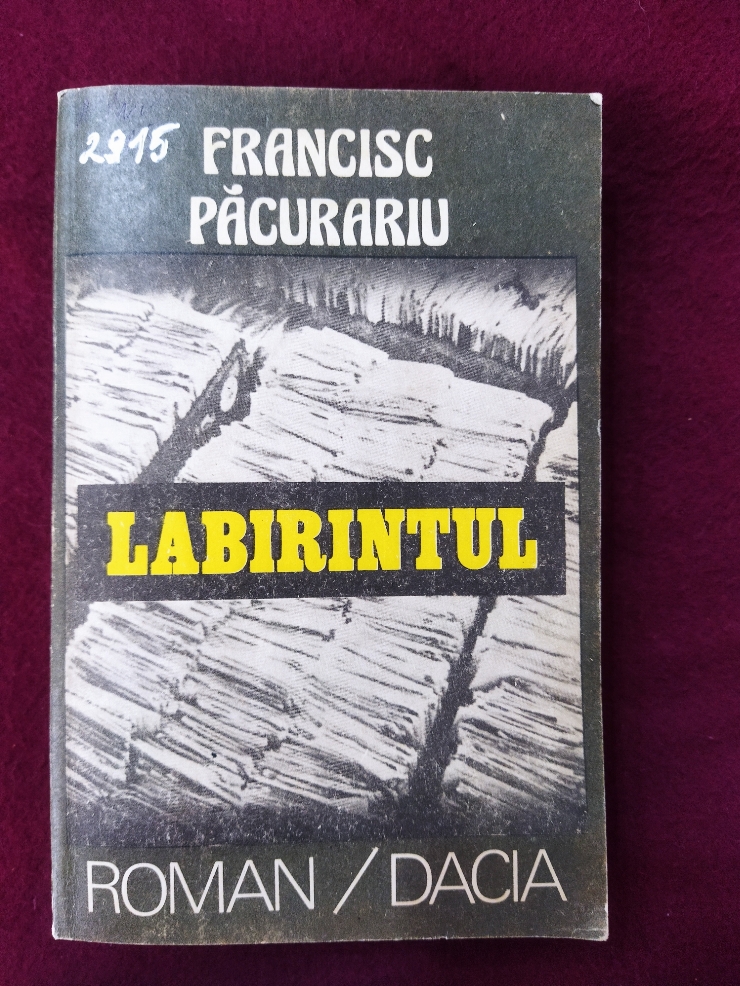 2915
FRANCISC
PĂCURARIU
LABIRINTUL
ROMAN / DACIA